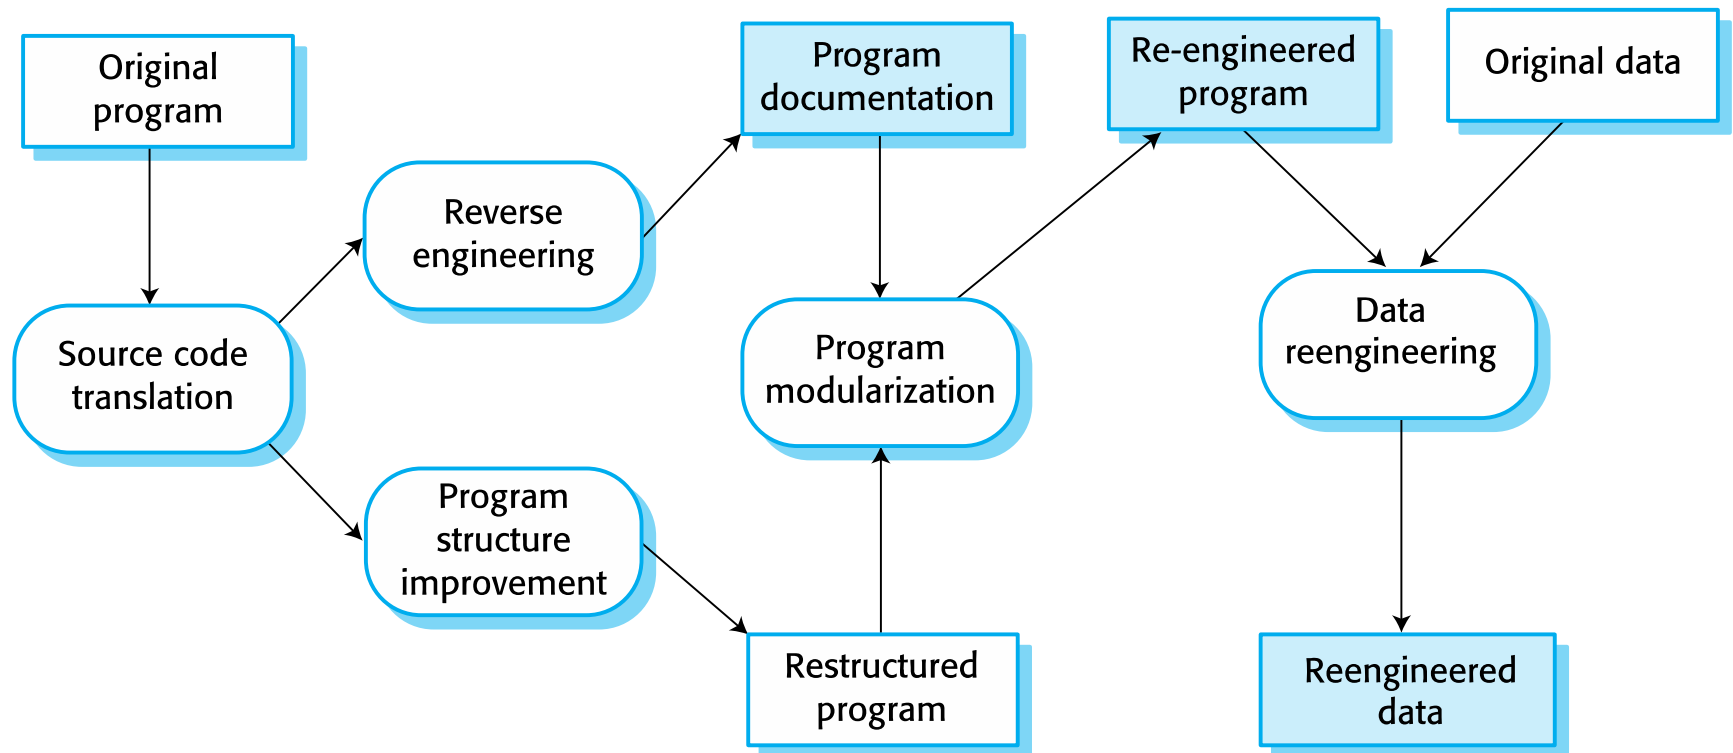 Original
program
Program
documentation
Re-engineered
program
Original data
Reverse
engineering
Source code
translation
Program
modularization
Data
reengineering
Program
structure
improvement
Restructured
program
Reengineered
data